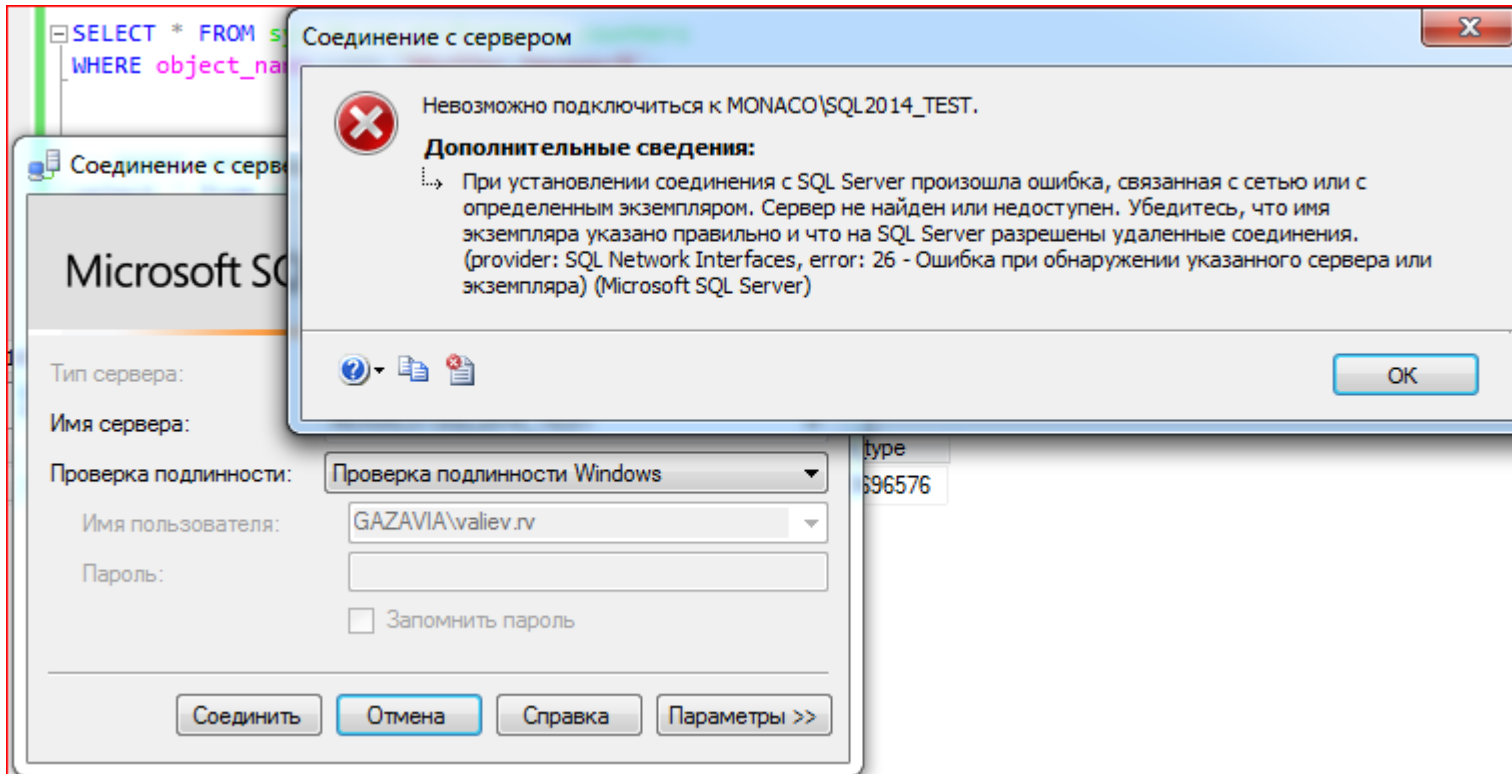 SELECT * FROM
WHERE
Соединение с сервером
Невозможно подключиться к MONACO\SQL2014_TEST.
Дополнительные сведения:
При установлении соединения с SQL Server произошла ошибка, связанная с сетью или с
определенным экземпляром. Сервер не найден или недоступен. Убедитесь, что имя
экземпляра указано правильно и что на SQL Server разрешены удаленные соединения.
(provider: SQL Network Interfaces, error: 26 - Ошибка при обнаружении указанного сервера или
экземпляра) (Microsoft SQL Server)
OK
Соединение с серве
Microsoft SQ
Тип сервера:
Имя сервера:
Проверка подлинности: Проверка подлинности Windows
Имя пользователя: GAZAVIA\valiev.rv
Пароль:
Запомнить пароль
Соединить Отмена Справка Параметры >>
type
696576